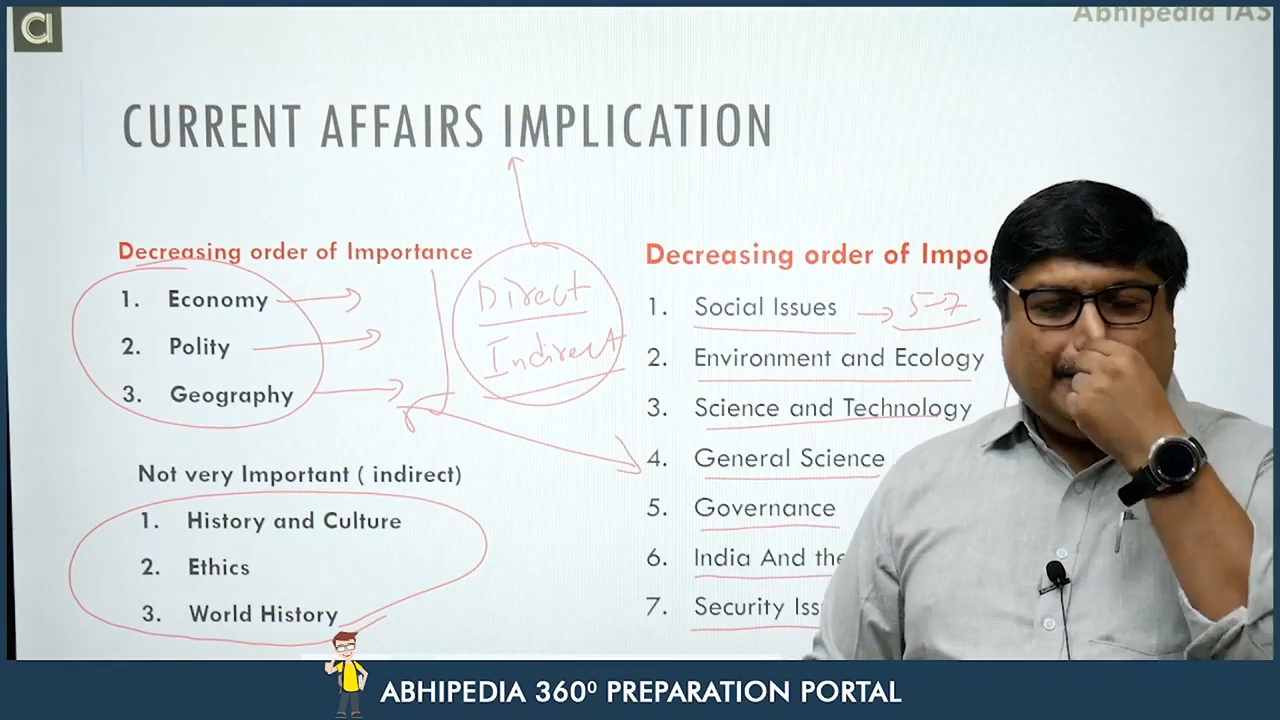 Abhipedia IAS
CURRENT AFFAIRS IMPLICATION
Decreasing order of Importance
1. Economy
2. Polity
3. Geography
Not very Important ( indirect)
1. History and Culture
2. Ethics
3. World History
Direct
Indirect
Decreasing order of Impo
1. Social Issues → 5-7
2. Environment and Ecology
3. Science and Technology
4. General Science
5. Governance
6. India And the
7. Security Iss
ABHIPEDIA 360⁰ PREPARATION PORTAL